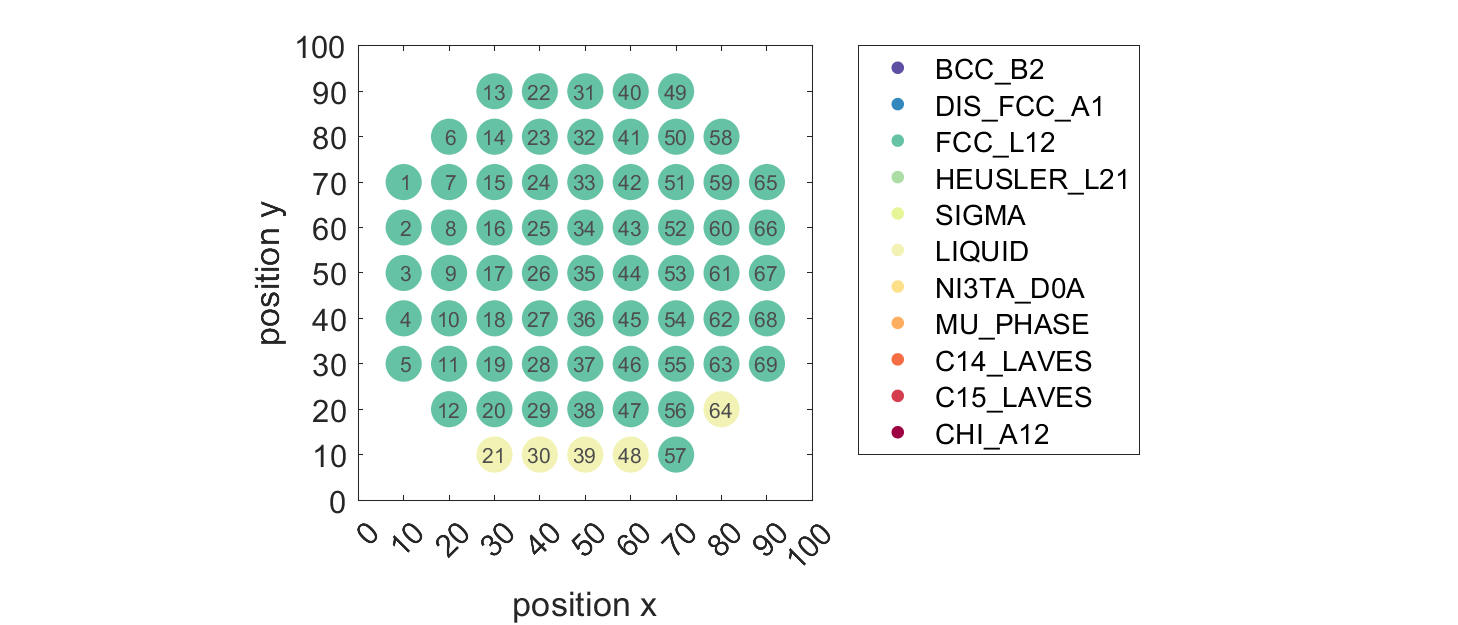 100
90 13 22 31 40 49
80 6 14 23 32 41 50 58
70 1 7 15 24 33 42 51 59 65
60 2 8 16 25 34 43 52 60 66
50 3 9 17 26 35 44 53 61 67
40 4 10 18 27 36 45 54 62 68
30 5 11 19 28 37 46 55 63 69
20 12 20 29 38 47 56 64
10 21 30 39 48 57
0
0 10 20 30 40 50 60 70 80 90 100
position x
position y
BCC_B2
DIS_FCC_A1
FCC_L12
HEUSLER_L21
SIGMA
LIQUID
NI3TA_D0A
MU_PHASE
C14_LAVES
C15_LAVES
CHI_A12